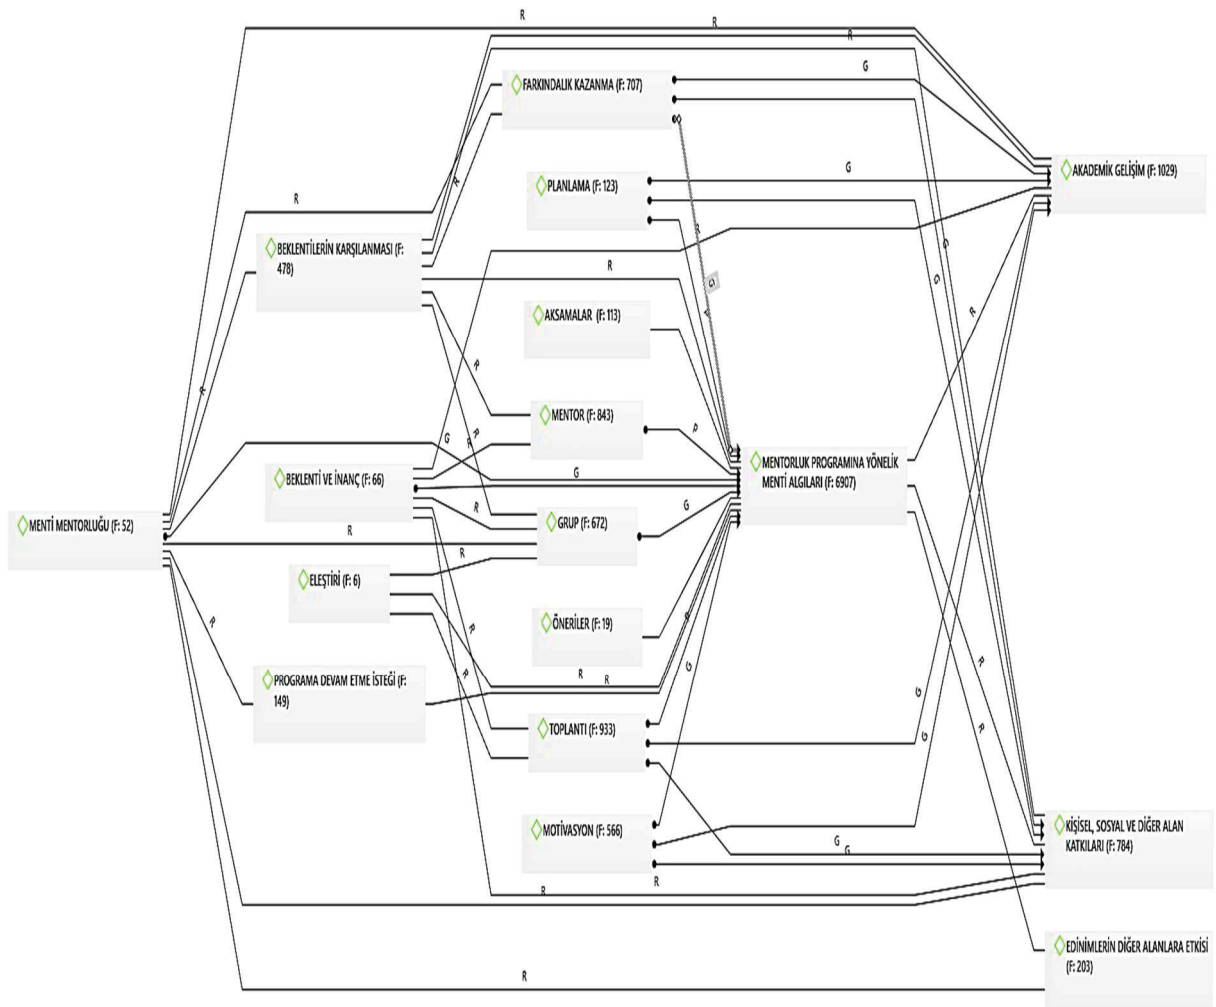 FARKINDALIK KAZANMA (F: 707)
PLANLAMA (F: 123)
AKADEMİK GELİŞİM (F: 1029)
BEKLENTİLERİN KARŞILANMASI (F:
478)
AKSAMALAR (F: 113)
MENTOR (F: 843)
BEKLENTİ VE İNANÇ (F: 66)
MENTORLUK PROGRAMINA YÖNELİK
MENTİ ALGILARI (F: 6907)
MENTİ MENTORLUĞU (F: 52)
GRUP (F: 672)
ELEŞTİRİ (F: 6)
ÖNERİLER (F: 19)
PROGRAMA DEVAM ETME İSTEĞİ (F:
149)
TOPLANTI (F: 933)
MOTİVASYON (F: 566)
KİŞİSEL, SOSYAL VE DİĞER ALAN
KATKILARI (F: 784)
EDİNİMLERİN DİĞER ALANLARA ETKİSİ
(F: 203)
R
R
R
G
G
R
R
R
G
G
R
R
G
G
R
G
R
R
R
R
R
R
G
G
G
R
R
G
G
R
R
R